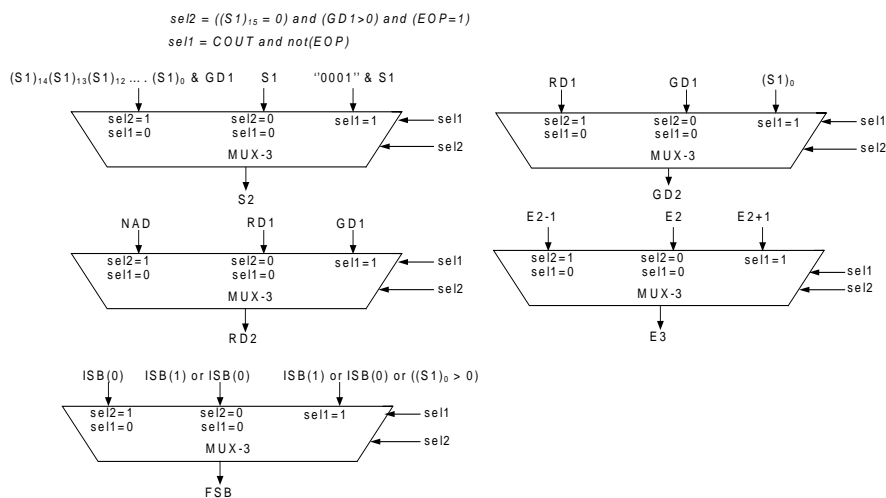 sel2 = ((S1)₁₅ = 0) and (GD1>0) and (EOP=1)
sel1 = COUT and not(EOP)
(S1)₁₄(S1)₁₃(S1)₁₂ .... (S1)₀ & GD1 S1 "0001" & S1
sel2=1 sel2=0 sel1=1 sel1
sel1=0 sel1=0
sel2
MUX-3
S2
RD1 GD1 (S1)₀
sel2=1 sel2=0 sel1=1 sel1
sel1=0 sel1=0
sel2
MUX-3
GD2
NAD RD1 GD1
sel2=1 sel2=0 sel1=1 sel1
sel1=0 sel1=0
sel2
MUX-3
RD2
E2-1 E2 E2+1
sel2=1 sel2=0 sel1=1
sel1=0 sel1=0 sel1
MUX-3 sel2
E3
ISB(0) ISB(1) or ISB(0) ISB(1) or ISB(0) or ((S1)₀ > 0)
sel2=1 sel2=0 sel1=1 sel1
sel1=0 sel1=0
sel2
MUX-3
FSB